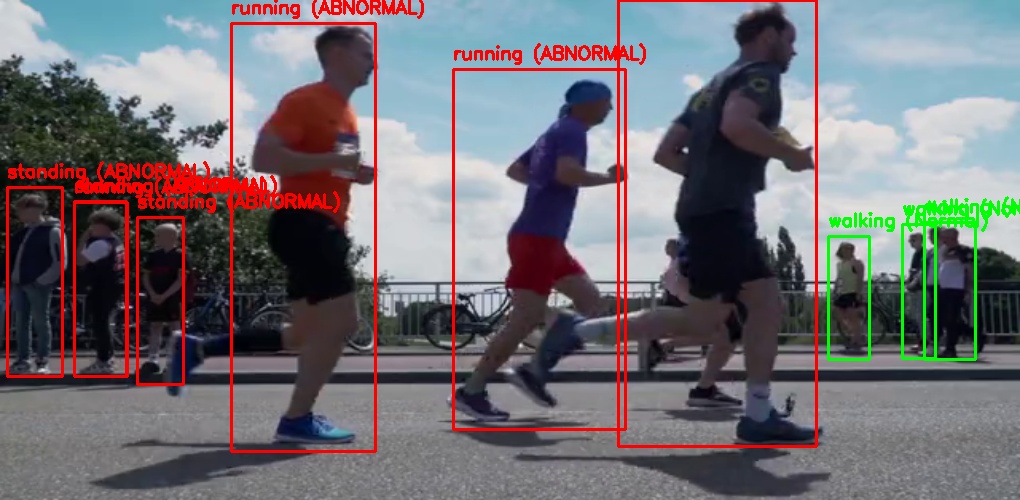 running (ABNORMAL)
running (ABNORMAL)
standing (ABNORMAL)
standing (ABNORMAL)
walking (Normal)